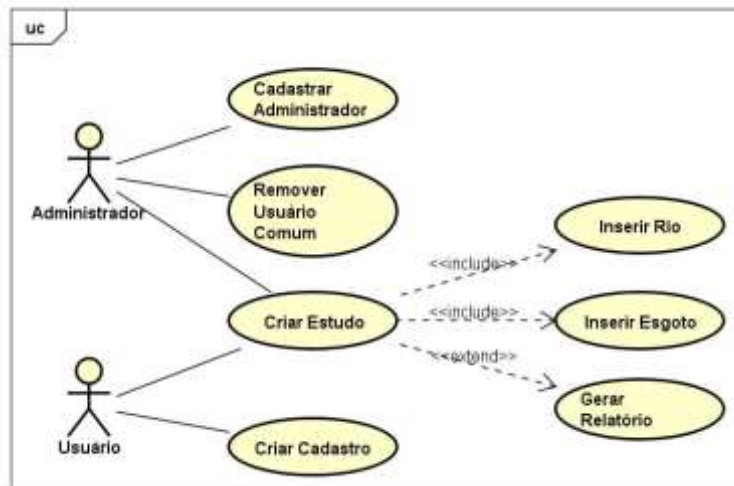 uc
Cadastrar
Administrador
Administrador
Remover
Usuário
Comum
Inserir Rio
<<include>>
Criar Estudo
<<include>>
Inserir Esgoto
<<extend>>
Gerar
Relatório
Usuário
Criar Cadastro